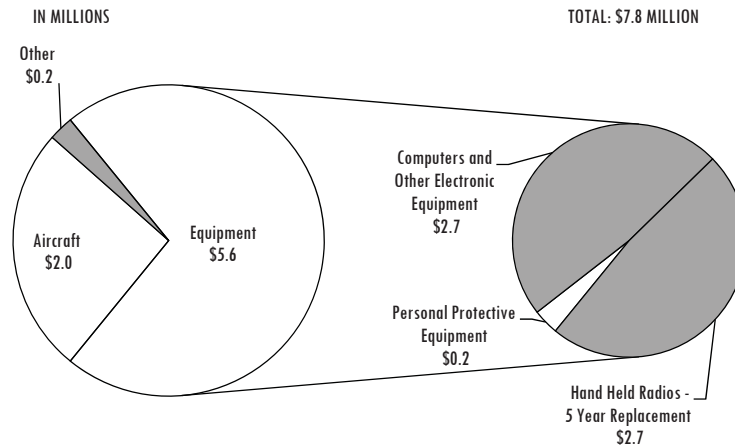 IN MILLIONS
TOTAL: $7.8 MILLION
Other
$0.2
Aircraft
$2.0
Equipment
$5.6
Computers and
Other Electronic
Equipment
$2.7
Personal Protective
Equipment
$0.2
Hand Held Radios -
5 Year Replacement
$2.7